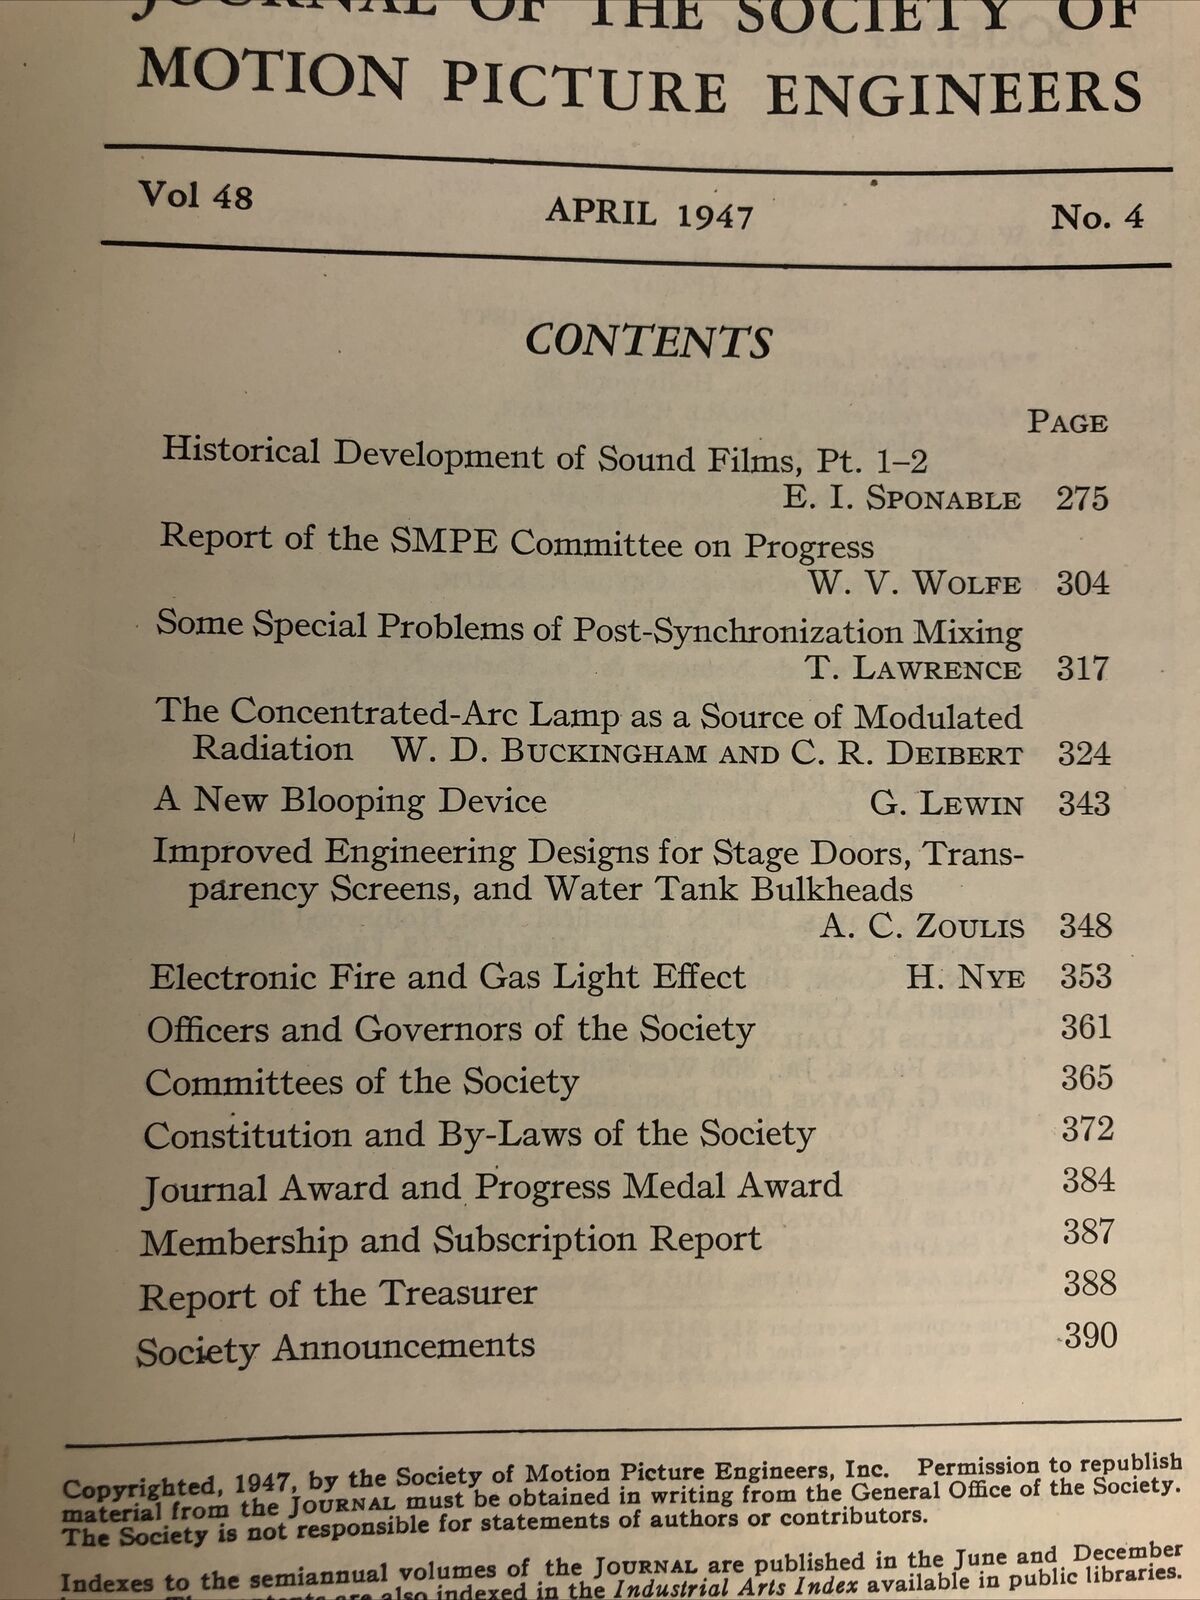 JOURNAL OF THE SOCIETY OF
MOTION PICTURE ENGINEERS
Vol 48 APRIL 1947 No. 4
CONTENTS
PAGE
Historical Development of Sound Films, Pt. 1–2
E. I. SPONABLE 275
Report of the SMPE Committee on Progress
W. V. WOLFE 304
Some Special Problems of Post-Synchronization Mixing
T. LAWRENCE 317
The Concentrated-Arc Lamp as a Source of Modulated
Radiation W. D. BUCKINGHAM AND C. R. DEIBERT 324
A New Blooping Device G. LEWIN 343
Improved Engineering Designs for Stage Doors, Trans-
parency Screens, and Water Tank Bulkheads
A. C. ZOULIS 348
Electronic Fire and Gas Light Effect H. NYE 353
Officers and Governors of the Society 361
Committees of the Society 365
Constitution and By-Laws of the Society 372
Journal Award and Progress Medal Award 384
Membership and Subscription Report 387
Report of the Treasurer 388
Society Announcements 390
Copyrighted, 1947, by the Society of Motion Picture Engineers, Inc. Permission to republish
material from the JOURNAL must be obtained in writing from the General Office of the Society.
The Society is not responsible for statements of authors or contributors.
Indexes to the semiannual volumes of the JOURNAL are published in the June and December
are also indexed in the Industrial Arts Index available in public libraries.